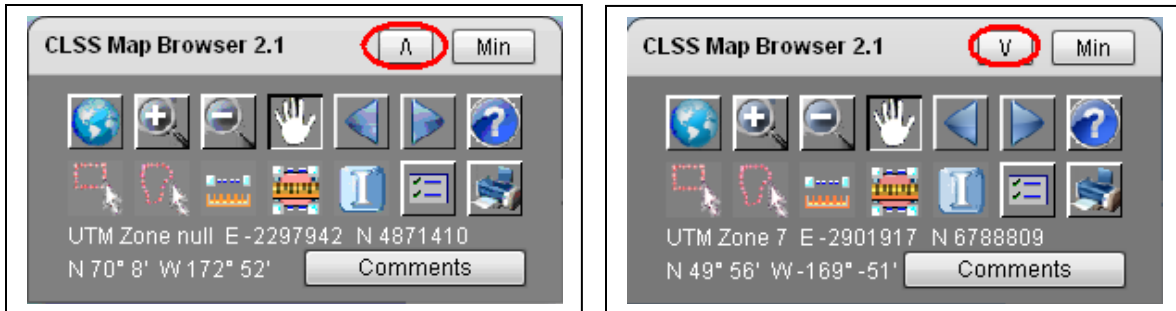 CLSS Map Browser 2.1 Λ Min
UTM Zone null E -2297942 N 4871410
N 70° 8' W 172° 52' Comments
CLSS Map Browser 2.1 V Min
UTM Zone 7 E -2901917 N 6788809
N 49° 56' W -169° -51' Comments